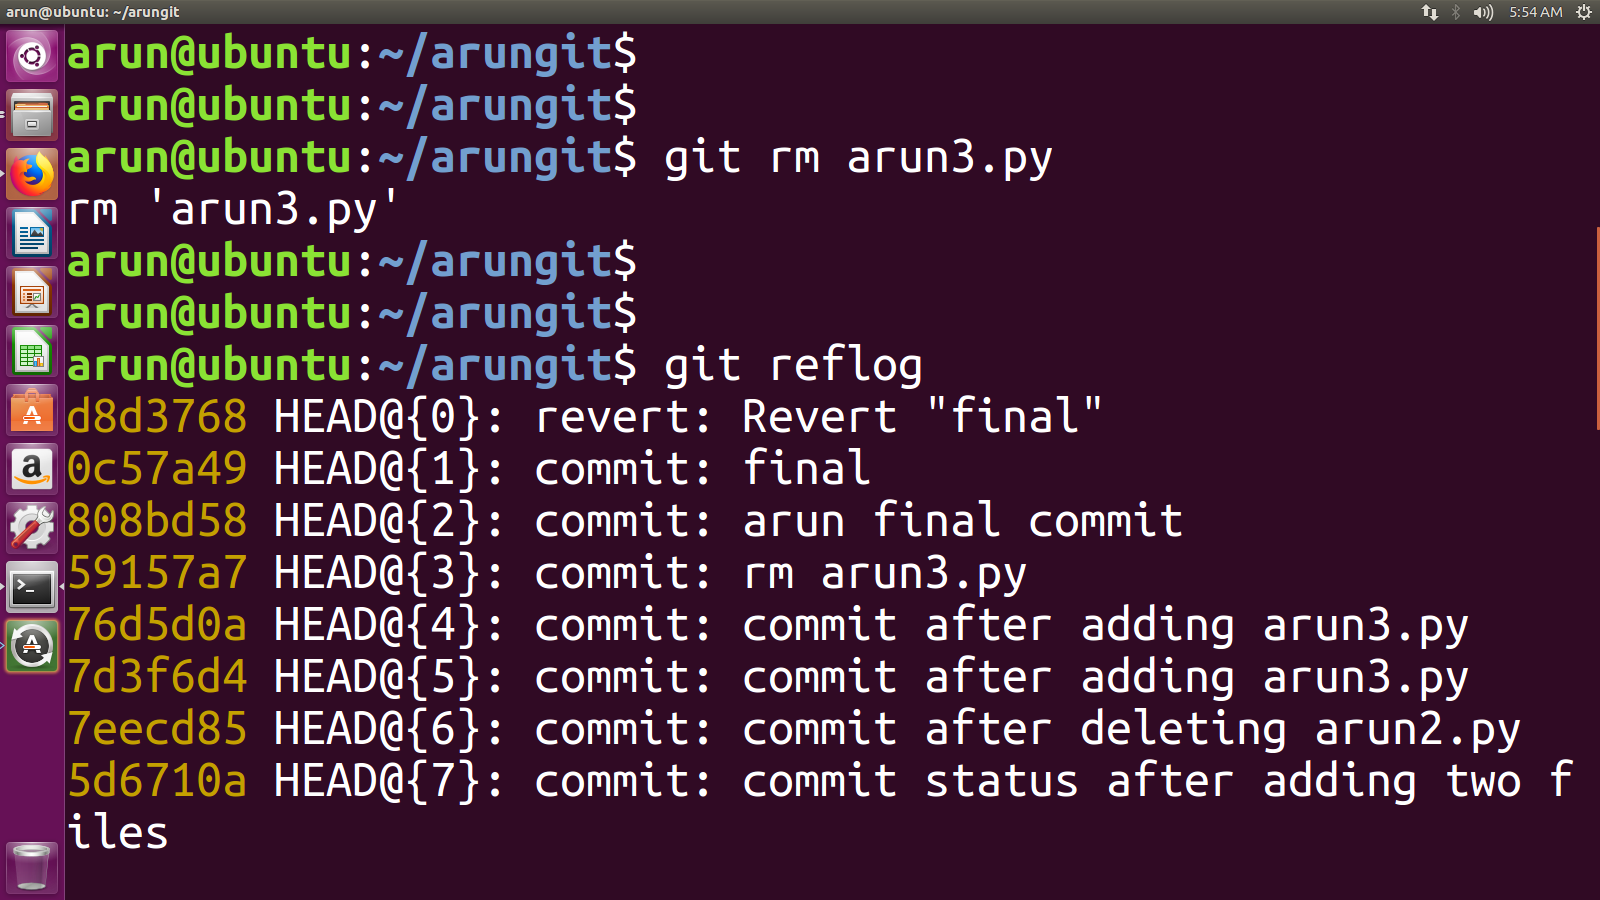 arun@ubuntu: ~/arungit
5:54 AM
arun@ubuntu:~/arungit$
arun@ubuntu:~/arungit$
arun@ubuntu:~/arungit$ git rm arun3.py
rm 'arun3.py'
arun@ubuntu:~/arungit$
arun@ubuntu:~/arungit$
arun@ubuntu:~/arungit$ git reflog
d8d3768 HEAD@{0}: revert: Revert "final"
0c57a49 HEAD@{1}: commit: final
808bd58 HEAD@{2}: commit: arun final commit
59157a7 HEAD@{3}: commit: rm arun3.py
76d5d0a HEAD@{4}: commit: commit after adding arun3.py
7d3f6d4 HEAD@{5}: commit: commit after adding arun3.py
7eecd85 HEAD@{6}: commit: commit after deleting arun2.py
5d6710a HEAD@{7}: commit: commit status after adding two f
iles